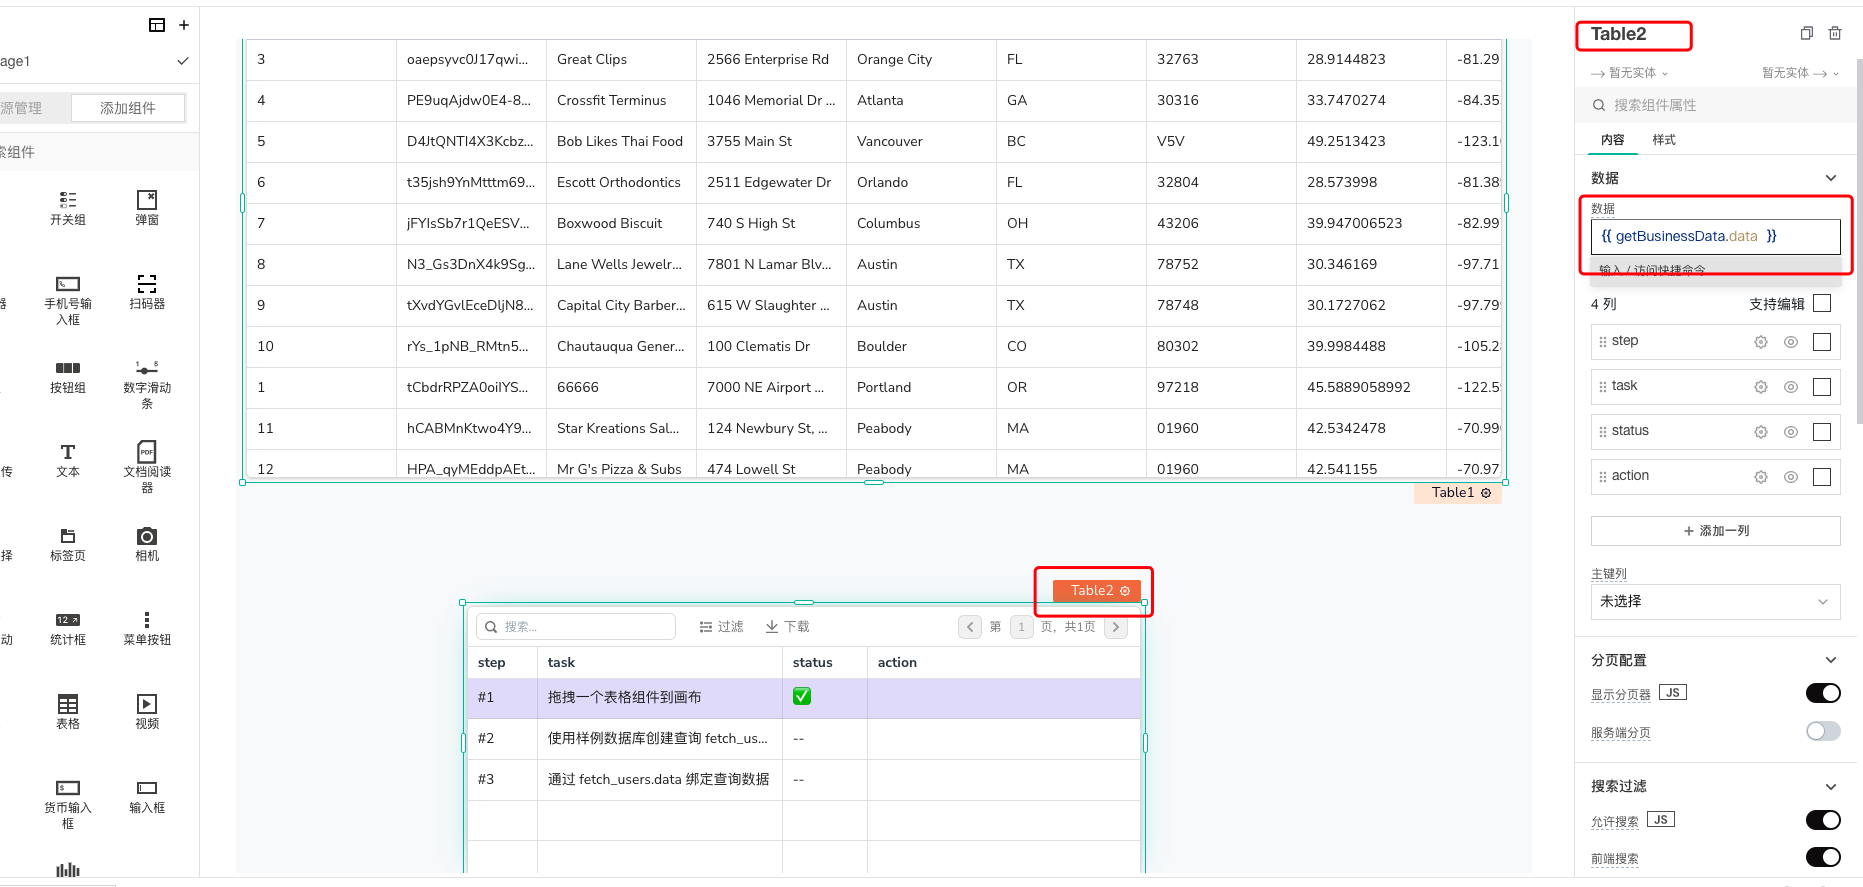 age1
源管理
添加组件
索组件
开关组
弹窗
器
手机号输
入框
扫码器
按钮组
1 5
数字滑动
条
传
T
文本
PDF
文档阅读
器
择
标签页
相机
动
12
统计框
菜单按钮
表格
视频
$
货币输入
框
输入框
3 oaepsyvc0J17qwi... Great Clips 2566 Enterprise Rd Orange City FL 32763 28.9144823 -81.29
4 PE9uqAjdw0E4-8... Crossfit Terminus 1046 Memorial Dr ... Atlanta GA 30316 33.7470274 -84.35
5 D4JtQNTI4X3Kcbz... Bob Likes Thai Food 3755 Main St Vancouver BC V5V 49.2513423 -123.1
6 t35jsh9YnMtttm69... Escott Orthodontics 2511 Edgewater Dr Orlando FL 32804 28.573998 -81.38
7 jFYIsSb7r1QeESV... Boxwood Biscuit 740 S High St Columbus OH 43206 39.947006523 -82.99
8 N3_Gs3DnX4k9Sg... Lane Wells Jewelr... 7801 N Lamar Blv... Austin TX 78752 30.346169 -97.71
9 tXvdYGvlEceDljN8... Capital City Barber... 615 W Slaughter ... Austin TX 78748 30.1727062 -97.79
10 rYs_1pNB_RMtn5... Chautauqua Gener... 100 Clematis Dr Boulder CO 80302 39.9984488 -105.2
1 tCbdrRPZA0oiIYS... 66666 7000 NE Airport ... Portland OR 97218 45.5889058992 -122.5
11 hCABMnKtwo4Y9... Star Kreations Sal... 124 Newbury St, ... Peabody MA 01960 42.5342478 -70.99
12 HPA_qyMEddpAEt... Mr G's Pizza & Subs 474 Lowell St Peabody MA 01960 42.541155 -70.97
Table1
Table2
搜索...
过滤
下载
第 1 页，共1页
step task status action
#1 拖拽一个表格组件到画布 ✅
#2 使用样例数据库创建查询 fetch_us... --
#3 通过 fetch_users.data 绑定查询数据 --
Table2
暂无实体
暂无实体
搜索组件属性
内容 样式
数据
数据
{{ getBusinessData.data }}
输入 / 访问快捷命令
4 列
支持编辑
step
task
status
action
+ 添加一列
主键列
未选择
分页配置
显示分页器 JS
服务端分页
搜索过滤
允许搜索 JS
前端搜索